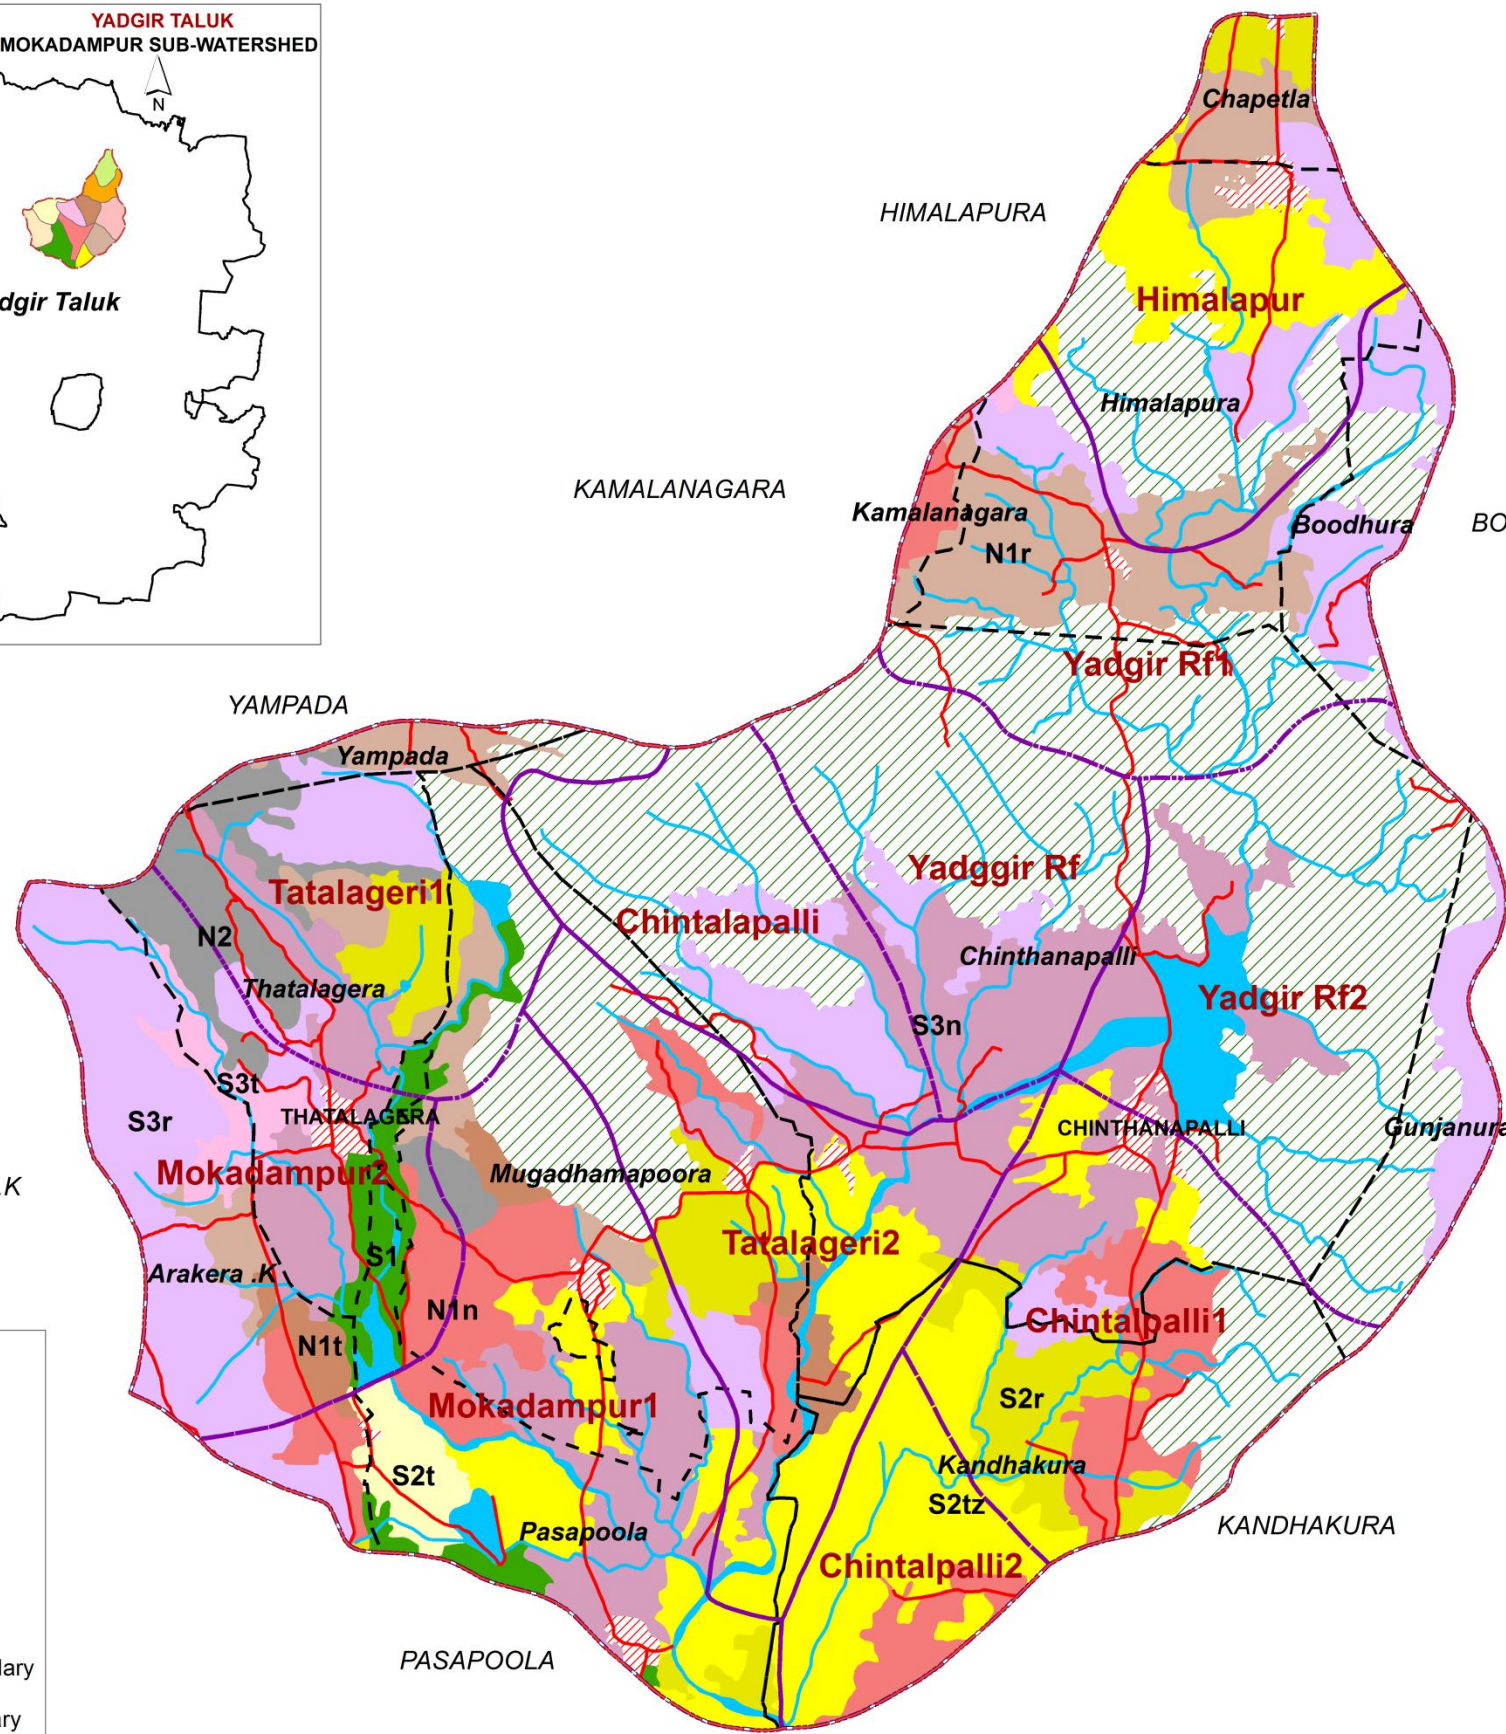 YADGIR TALUK
MOKADAMPUR SUB-WATERSHED
N
Chapetla
HIMALAPURA
Himalapur
dgir Taluk
Himalapura
KAMALANAGARA
Kamalanagara
Boodhura
BO
N1r
Yadgir Rf1
YAMPADA
Yampada
Yadggir Rf
Tatalageri1
Chintalapalli
N2
Chinthanapalli
Thatalagera
Yadgir Rf2
S3n
S3t
THATALAGERA
S3r
CHINTHANAPALLI
Gunjanura
Mokadampur2
Mugadhamapoora
.K
Tatalageri2
S1
Arakera .K
N1n
Chintalpalli1
N1t
S2r
Mokadampur1
Kandhakura
S2t
S2tz
Pasapoola
KANDHAKURA
Chintalpalli2
PASAPOOLA
dary
ary